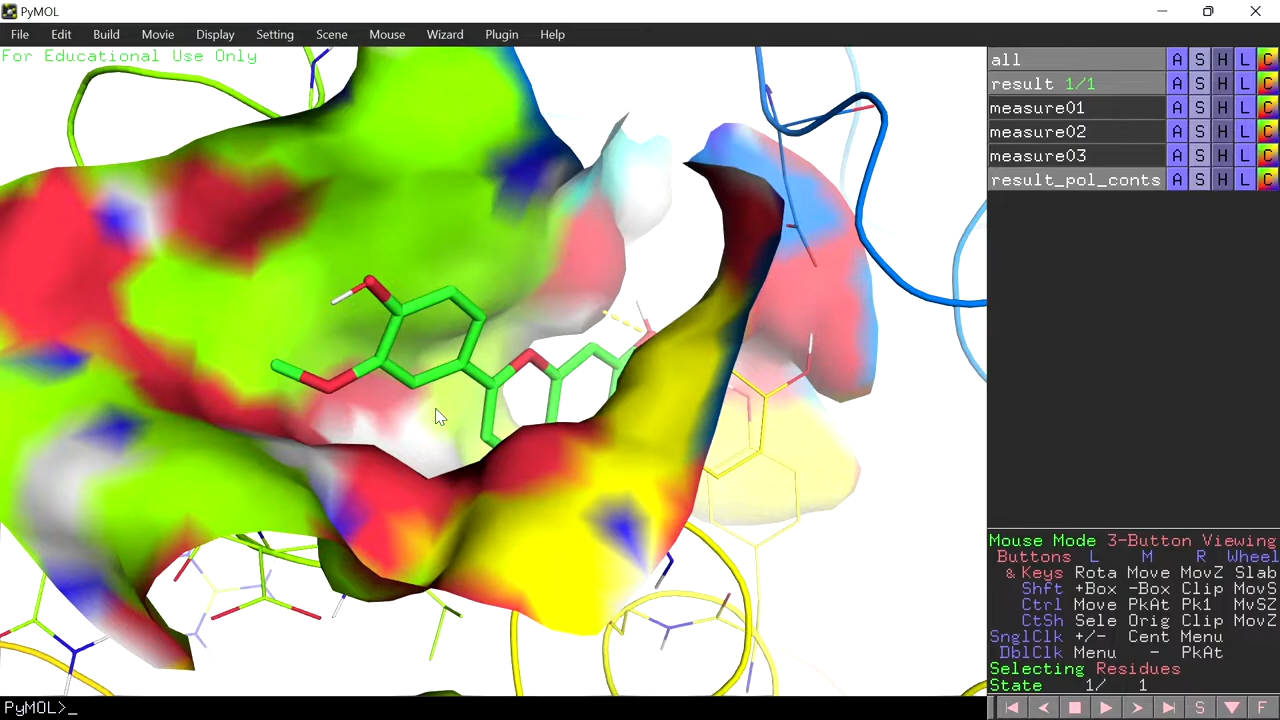 PyMOL
File Edit Build Movie Display Setting Scene Mouse Wizard Plugin Help
For Educational Use Only
all A S H L C
result 1/1 A S H L C
measure01 A S H L C
measure02 A S H L C
measure03 A S H L C
result_pol_conts A S H L C
Mouse Mode 3-Button Viewing
Buttons L M R Wheel
& Keys Rota Move MovZ Slab
Shft +Box -Box Clip MovS
Ctrl Move PkAt Pk1 MvSZ
CtSh Sele Orig Clip MovZ
SnglClk +/- Cent Menu
DblClk Menu - PkAt
Selecting Residues
State 1/ 1
S F
PyMOL>_